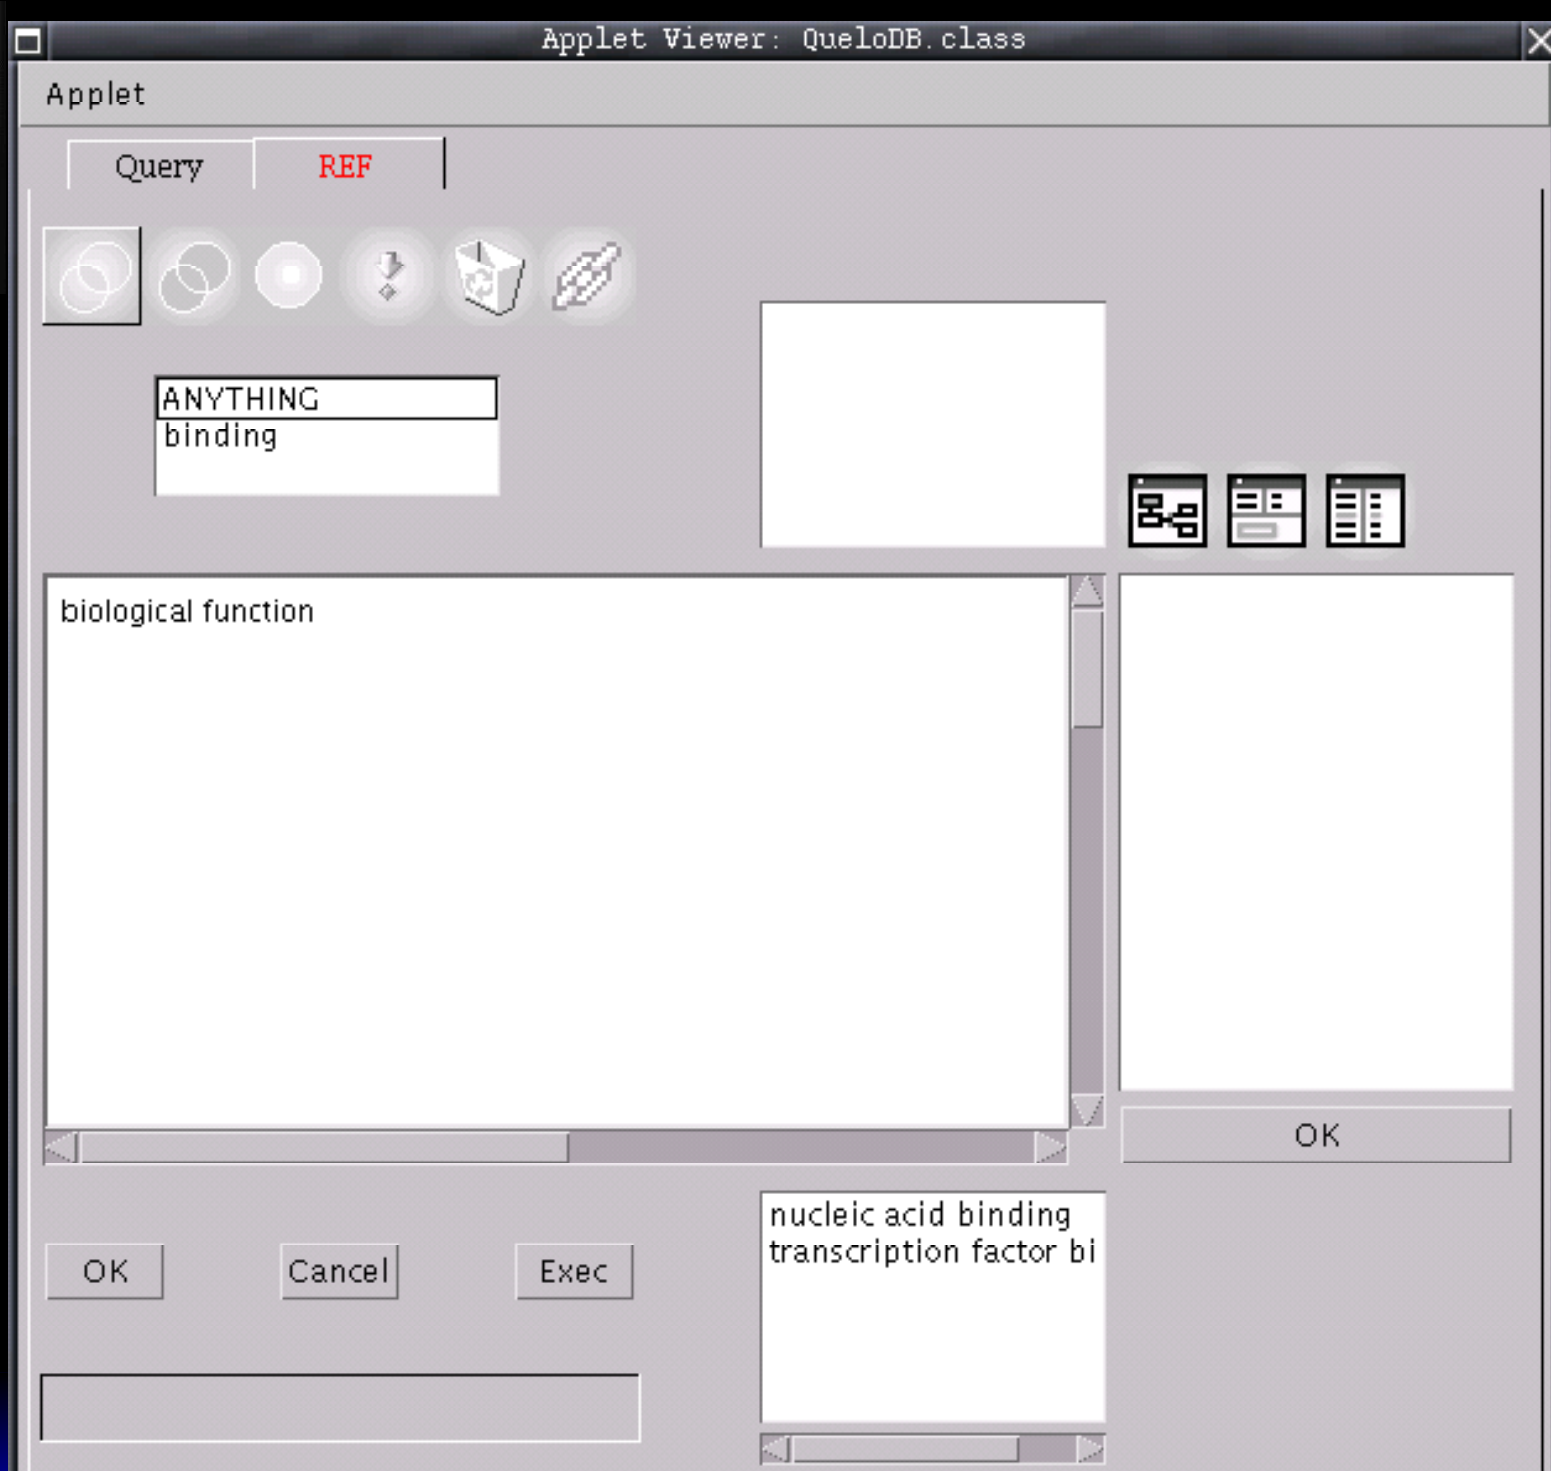 Applet Viewer: QueloDB.class
Applet
Query REF
ANYTHING
binding
biological function
OK
nucleic acid binding
transcription factor bi
OK Cancel Exec